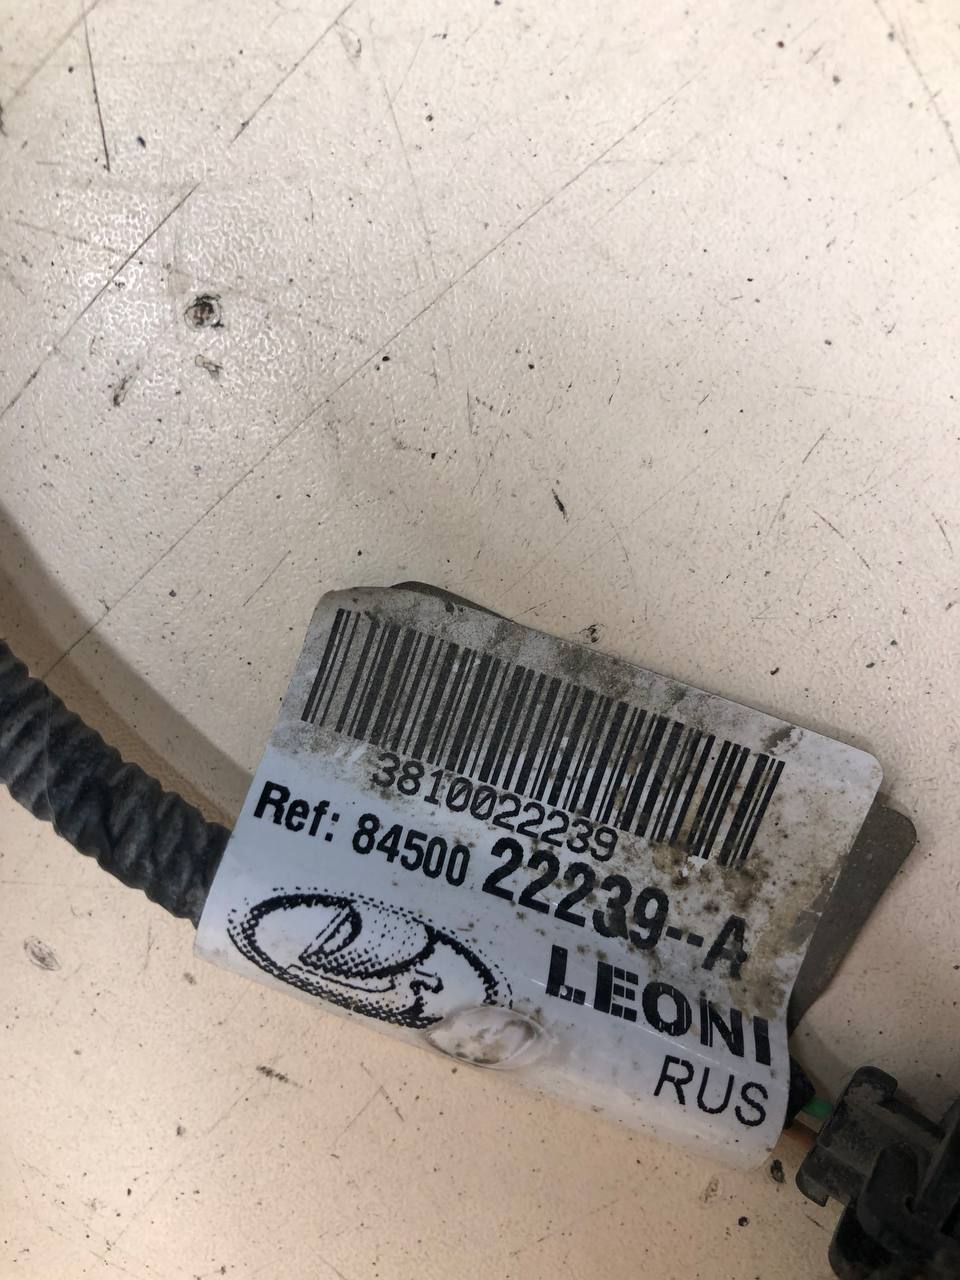 3810022239
Ref: 84500 22239--A
LEONI
RUS